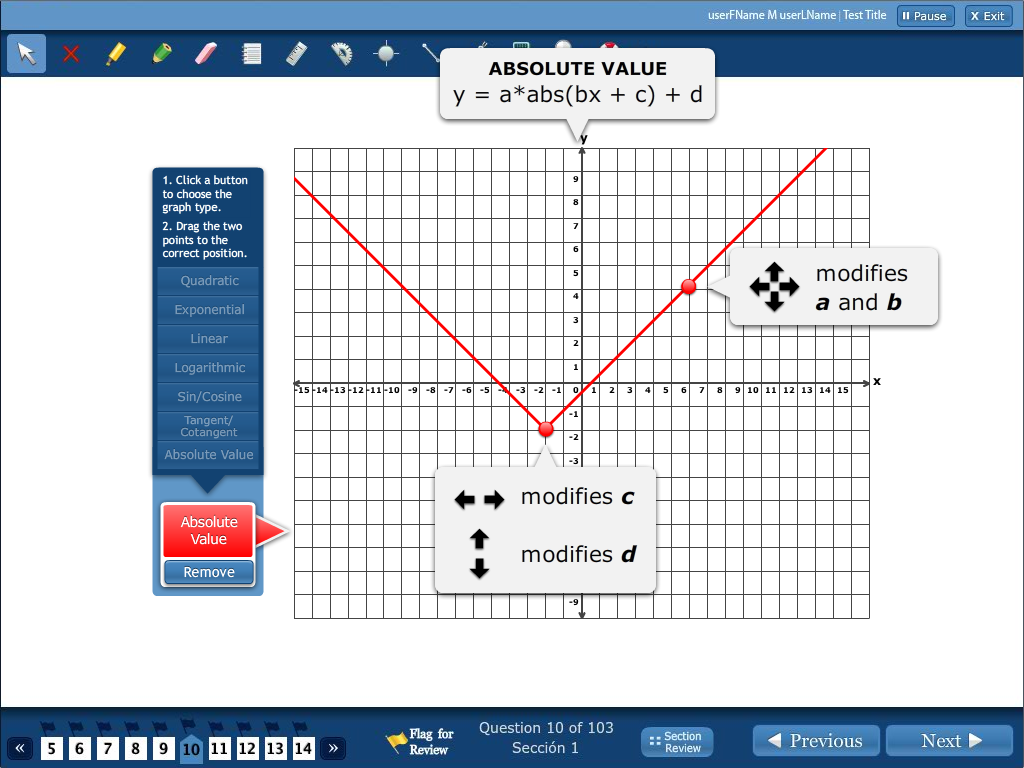 userFName M userLName | Test Title
Pause
X Exit
ABSOLUTE VALUE
y = a*abs(bx + c) + d
1. Click a button
to choose the
graph type.
2. Drag the two
points to the
correct position.
Quadratic
Exponential
Linear
Logarithmic
Sin/Cosine
Tangent/
Cotangent
Absolute Value
Absolute
Value
Remove
y
9
8
7
6
5
4
3
2
1
-15 -14 -13 -12 -11 -10 -9 -8 -7 -6 -5 -4 -3 -2 -1 0 1 2 3 4 5 6 7 8 9 10 11 12 13 14 15
x
-1
-2
-3
-9
modifies
a and b
modifies c
modifies d
« 5 6 7 8 9 10 11 12 13 14 »
Flag for
Review
Question 10 of 103
Sección 1
Section
Review
Previous
Next